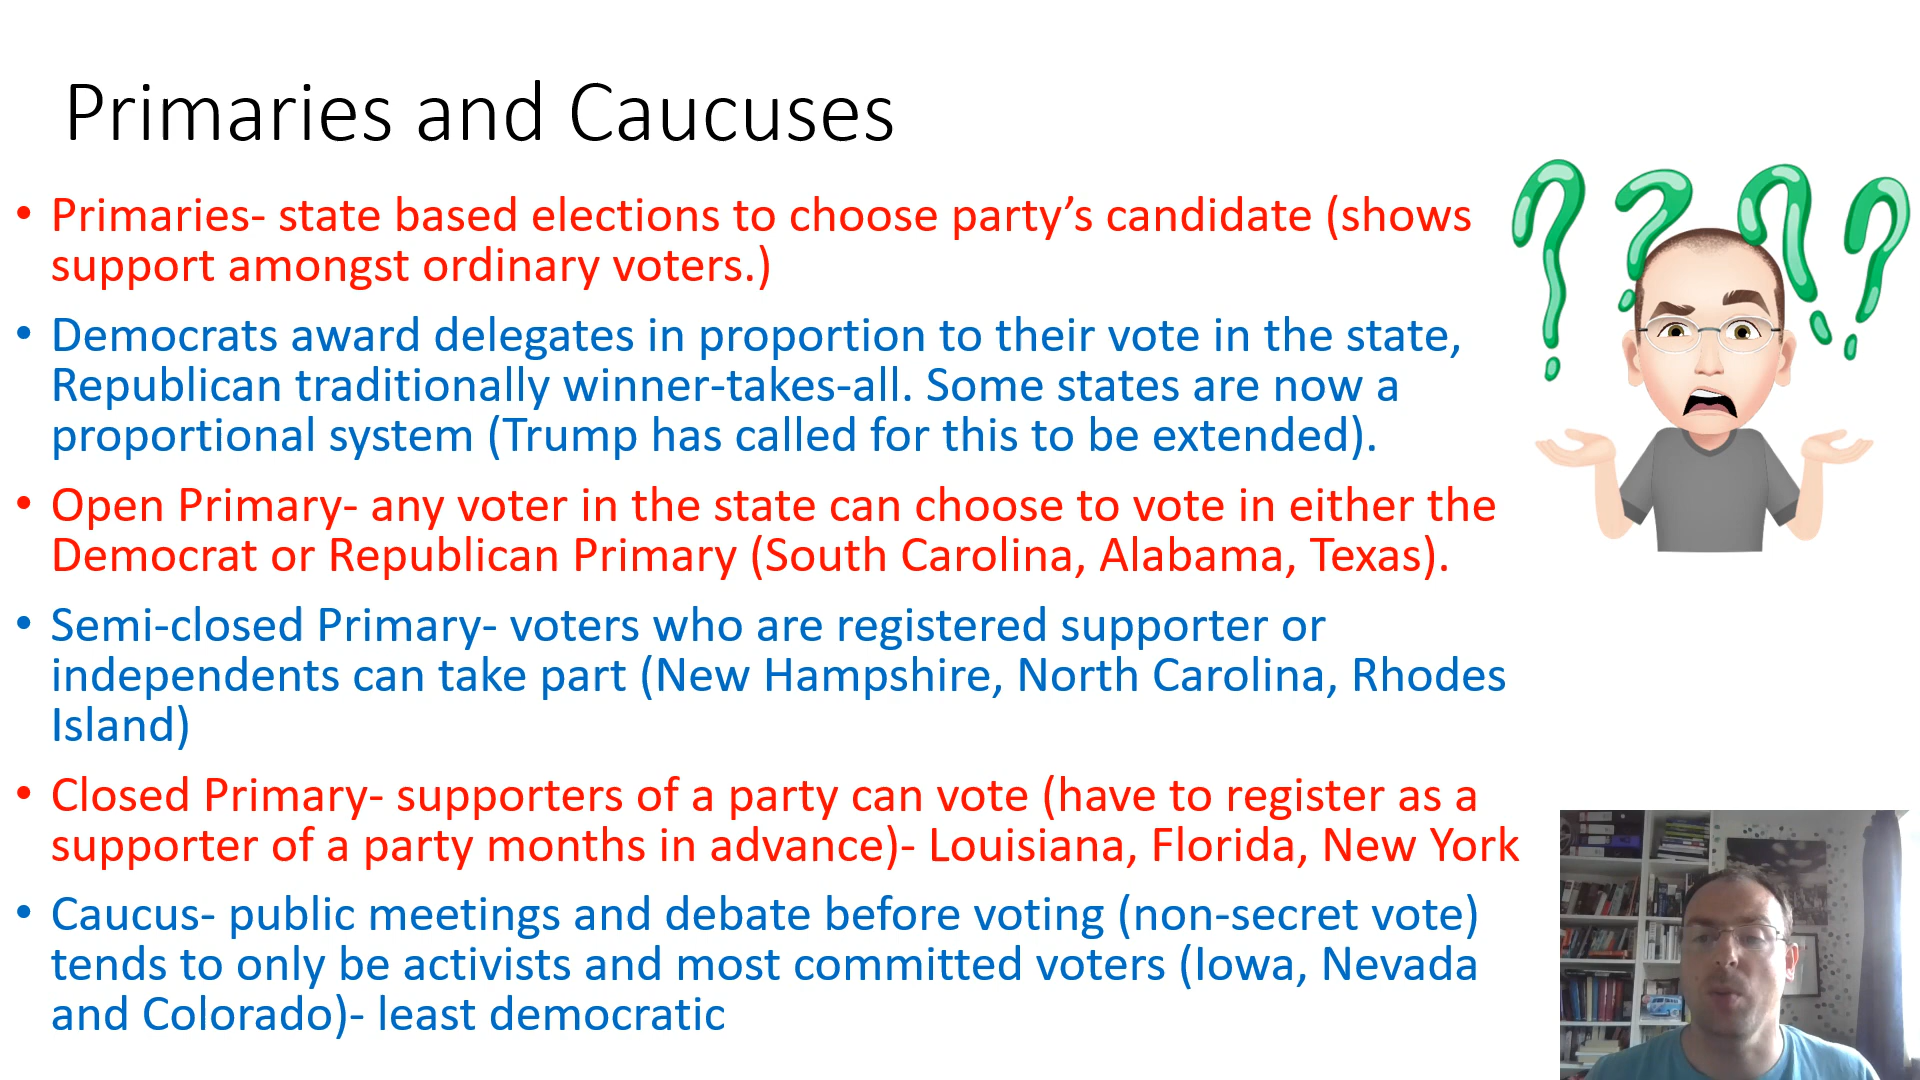 Primaries and Caucuses
• Primaries- state based elections to choose party’s candidate (shows
support amongst ordinary voters.)
• Democrats award delegates in proportion to their vote in the state,
Republican traditionally winner-takes-all. Some states are now a
proportional system (Trump has called for this to be extended).
• Open Primary- any voter in the state can choose to vote in either the
Democrat or Republican Primary (South Carolina, Alabama, Texas).
• Semi-closed Primary- voters who are registered supporter or
independents can take part (New Hampshire, North Carolina, Rhodes
Island)
• Closed Primary- supporters of a party can vote (have to register as a
supporter of a party months in advance)- Louisiana, Florida, New York
• Caucus- public meetings and debate before voting (non-secret vote)
tends to only be activists and most committed voters (Iowa, Nevada
and Colorado)- least democratic